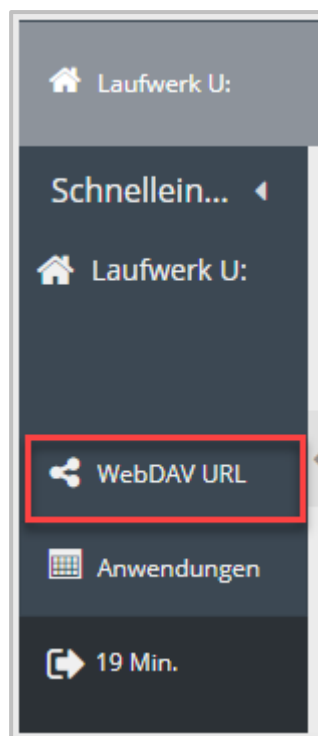 Laufwerk U:
Schnellein...
Laufwerk U:
WebDAV URL
Anwendungen
19 Min.